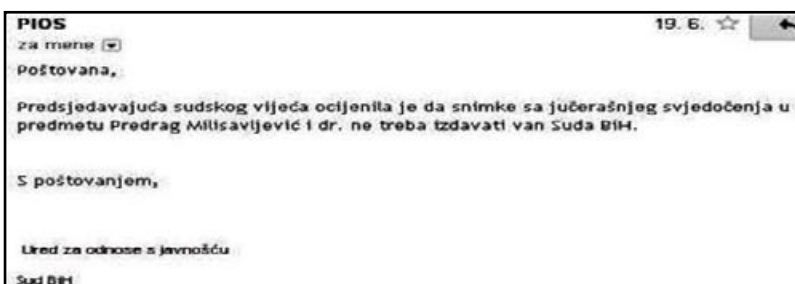 PIOS 19. 6.
za mene
Poštovana,
Predsjedavajuća sudskog vijeća ocijenila je da snimke sa jučerašnjeg svjedočenja u
predmetu Predrag Milisavljević i dr. ne treba izdavati van Suda BiH.
S poštovanjem,
Ured za odnose s javnošću
Sud BiH